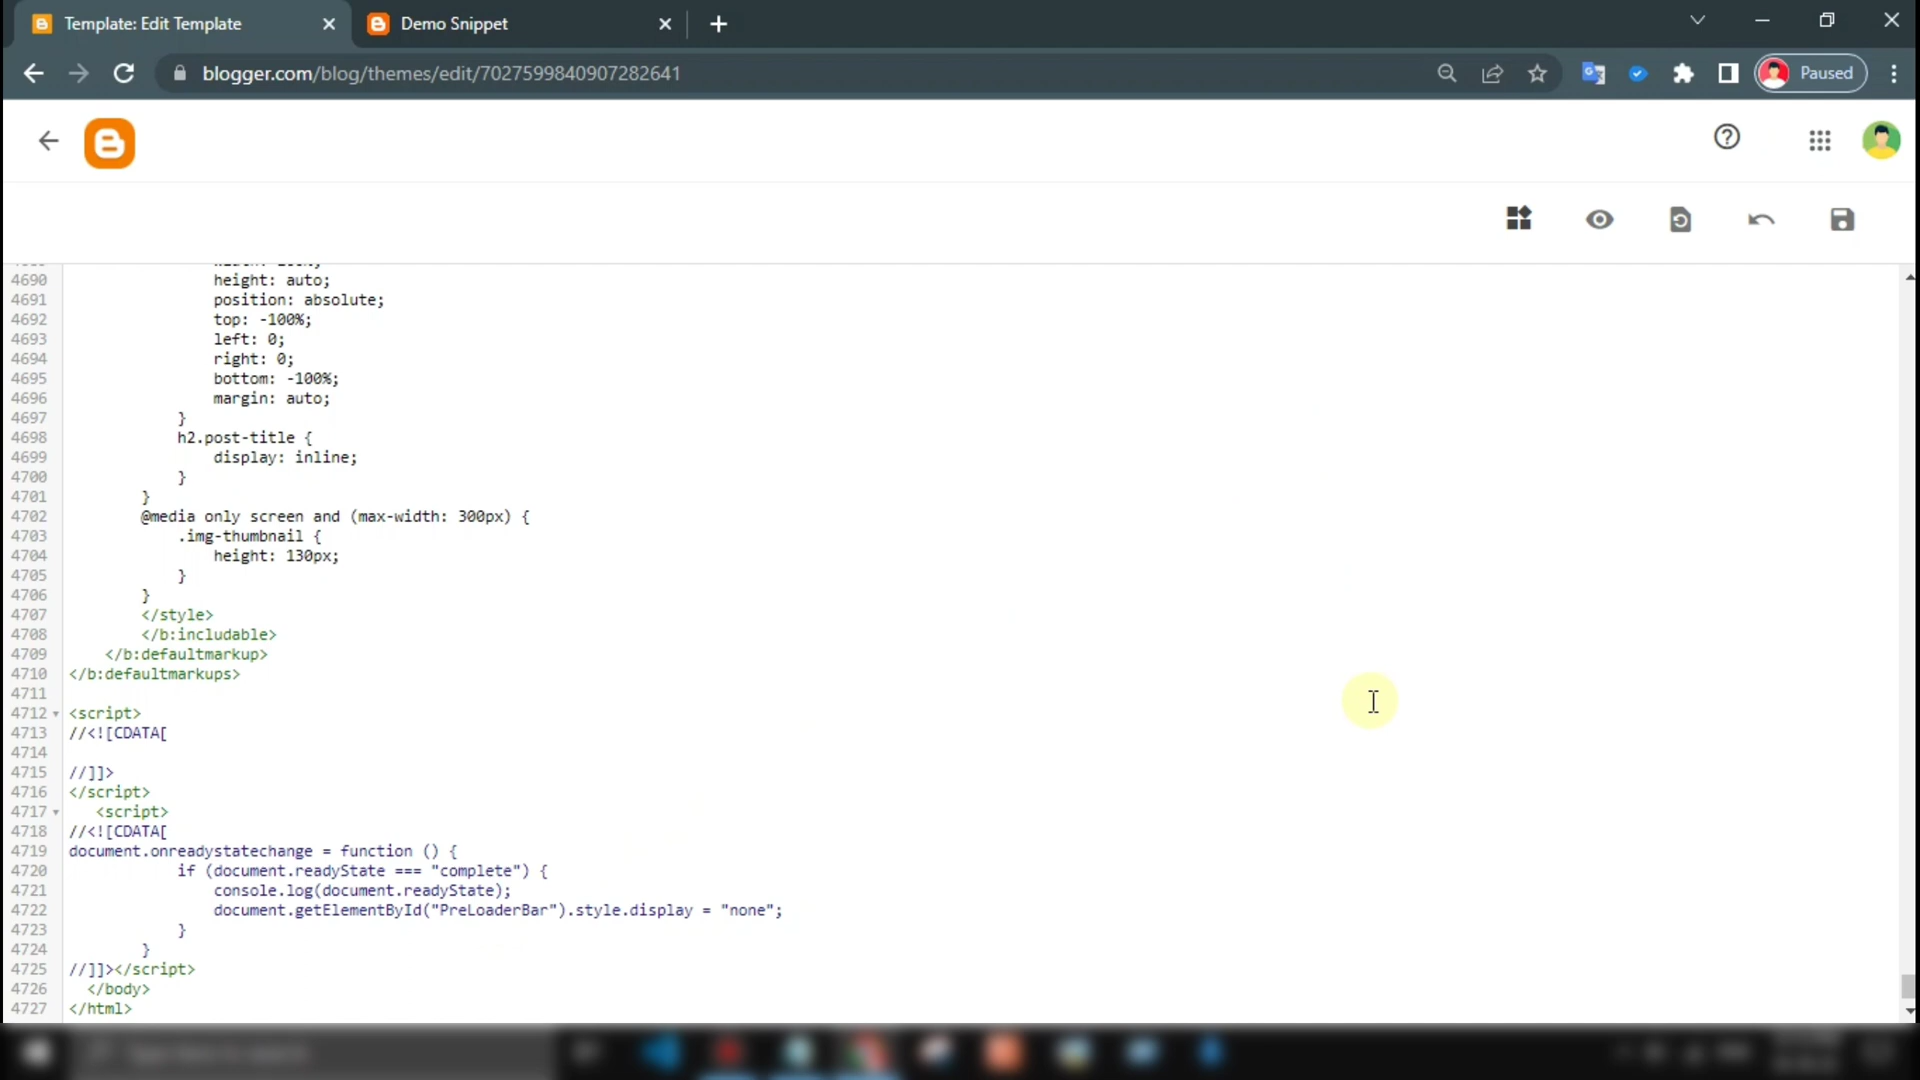 Template: Edit Template
Demo Snippet
blogger.com/blog/themes/edit/7027599840907282641
Paused
4690 height: auto;
4691 position: absolute;
4692 top: -100%;
4693 left: 0;
4694 right: 0;
4695 bottom: -100%;
4696 margin: auto;
4697 }
4698 h2.post-title {
4699 display: inline;
4700 }
4701 }
4702 @media only screen and (max-width: 300px) {
4703 .img-thumbnail {
4704 height: 130px;
4705 }
4706 }
4707 </style>
4708 </b:includable>
4709 </b:defaultmarkup>
4710 </b:defaultmarkups>
4711
4712 <script>
4713 //<![CDATA[
4714
4715 //]]>
4716 </script>
4717 <script>
4718 //<![CDATA[
4719 document.onreadystatechange = function () {
4720 if (document.readyState === "complete") {
4721 console.log(document.readyState);
4722 document.getElementById("PreLoaderBar").style.display = "none";
4723 }
4724 }
4725 //]]></script>
4726 </body>
4727 </html>
Type here to search